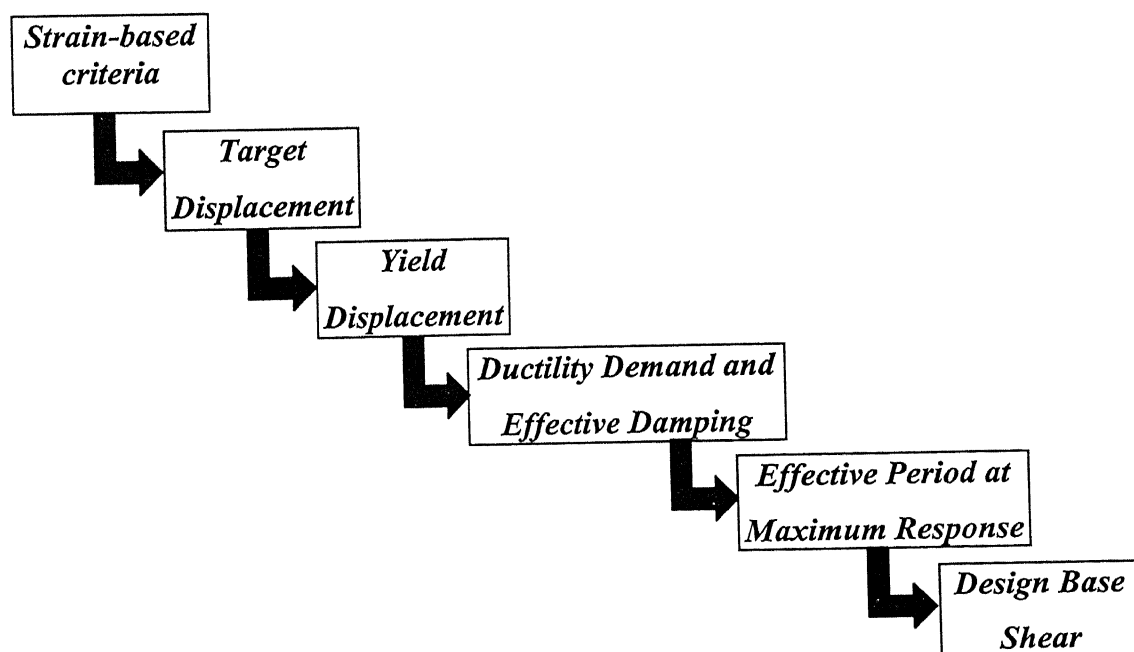 Strain-based
criteria
Target
Displacement
Yield
Displacement
Ductility Demand and
Effective Damping
Effective Period at
Maximum Response
Design Base
Shear